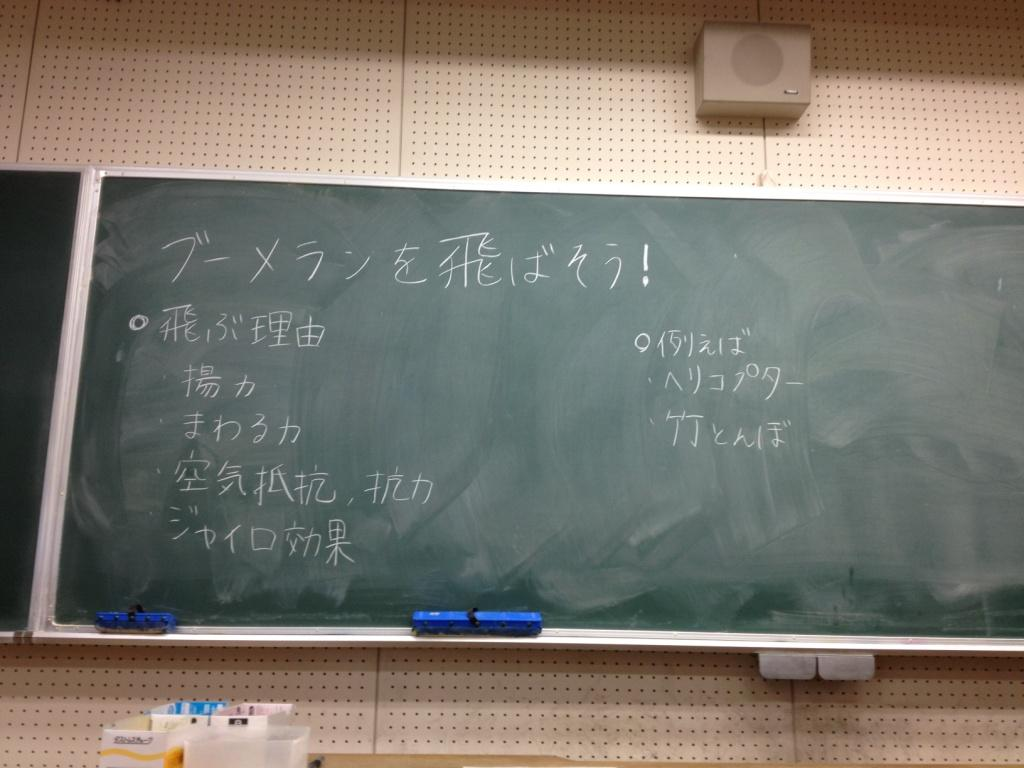 ブーメランを飛ばそう!
◎飛ぶ理由
・揚力
・まわる力
・空気抵抗, 抗力
・ジャイロ効果
○例えば
・ヘリコプター
・竹とんぼ